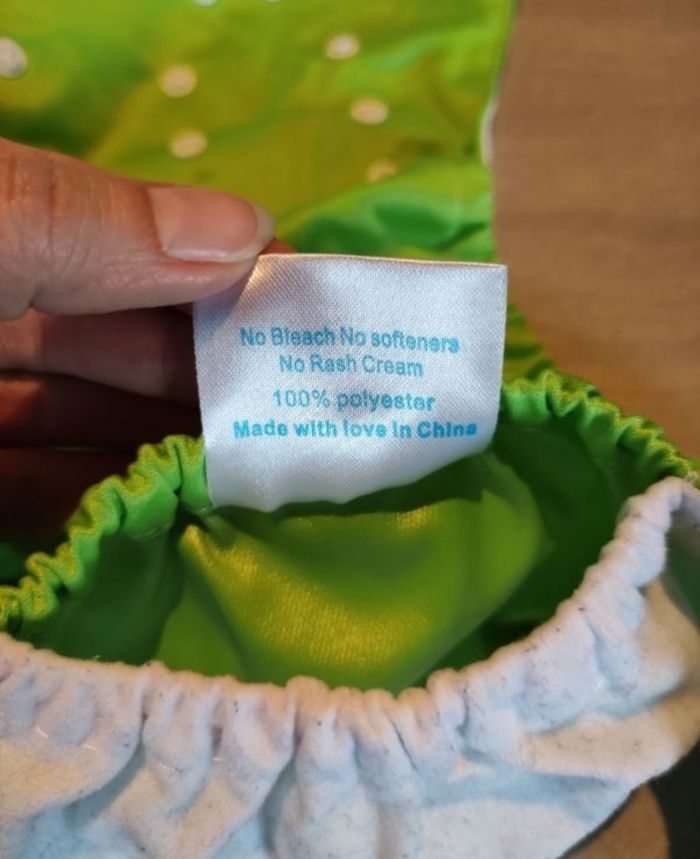 No Bleach No softeners
No Rash Cream
100% polyester
Made with love in China